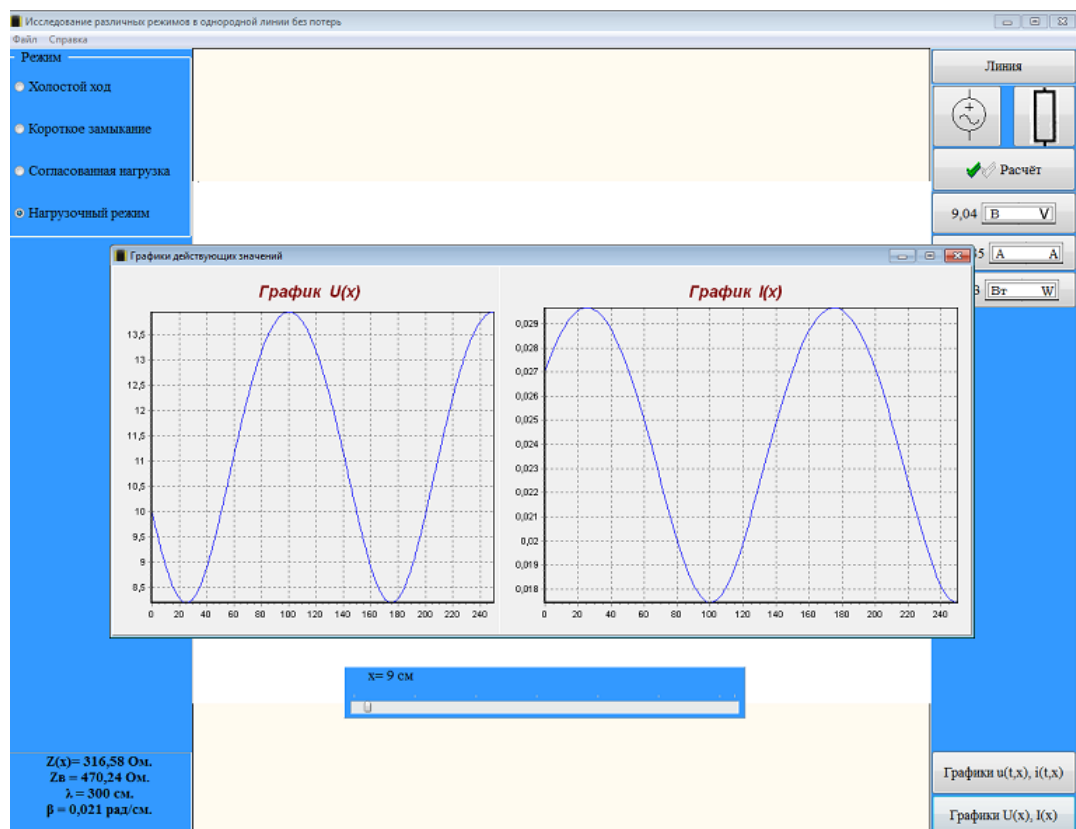 Исследование различных режимов в однородной линии без потерь
Файл Справка
Режим
Холостой ход
Короткое замыкание
Согласованная нагрузка
Нагрузочный режим
Линия
Расчёт
9,04 В V
5 А А
Вт W
Графики действующих значений
График U(x)
13,5
13
12,5
12
11,5
11
10,5
10
9,5
9
8,5
0 20 40 60 80 100 120 140 160 180 200 220 240
График I(x)
0,029
0,028
0,027
0,026
0,025
0,024
0,023
0,022
0,021
0,02
0,019
0,018
0 20 40 60 80 100 120 140 160 180 200 220 240
x= 9 см
Z(x)= 316,58 Ом.
Zв = 470,24 Ом.
λ = 300 см.
β = 0,021 рад/см.
Графики u(t,x), i(t,x)
Графики U(x), I(x)